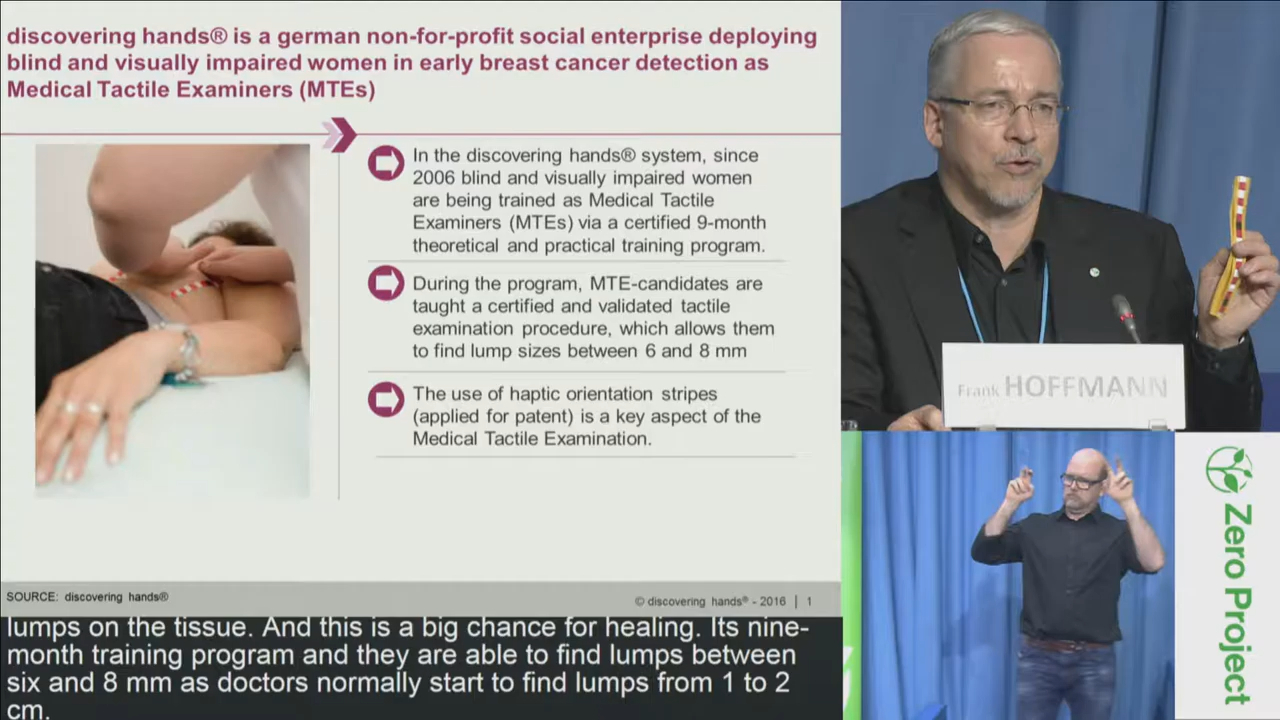 discovering hands® is a german non-for-profit social enterprise deploying
blind and visually impaired women in early breast cancer detection as
Medical Tactile Examiners (MTEs)
In the discovering hands® system, since
2006 blind and visually impaired women
are being trained as Medical Tactile
Examiners (MTEs) via a certified 9-month
theoretical and practical training program.
During the program, MTE-candidates are
taught a certified and validated tactile
examination procedure, which allows them
to find lump sizes between 6 and 8 mm
The use of haptic orientation stripes
(applied for patent) is a key aspect of the
Medical Tactile Examination.
SOURCE: discovering hands®
© discovering hands® - 2016 | 1
lumps on the tissue. And this is a big chance for healing. Its nine-
month training program and they are able to find lumps between
six and 8 mm as doctors normally start to find lumps from 1 to 2
cm.
Frank HOFFMANN
Zero Project